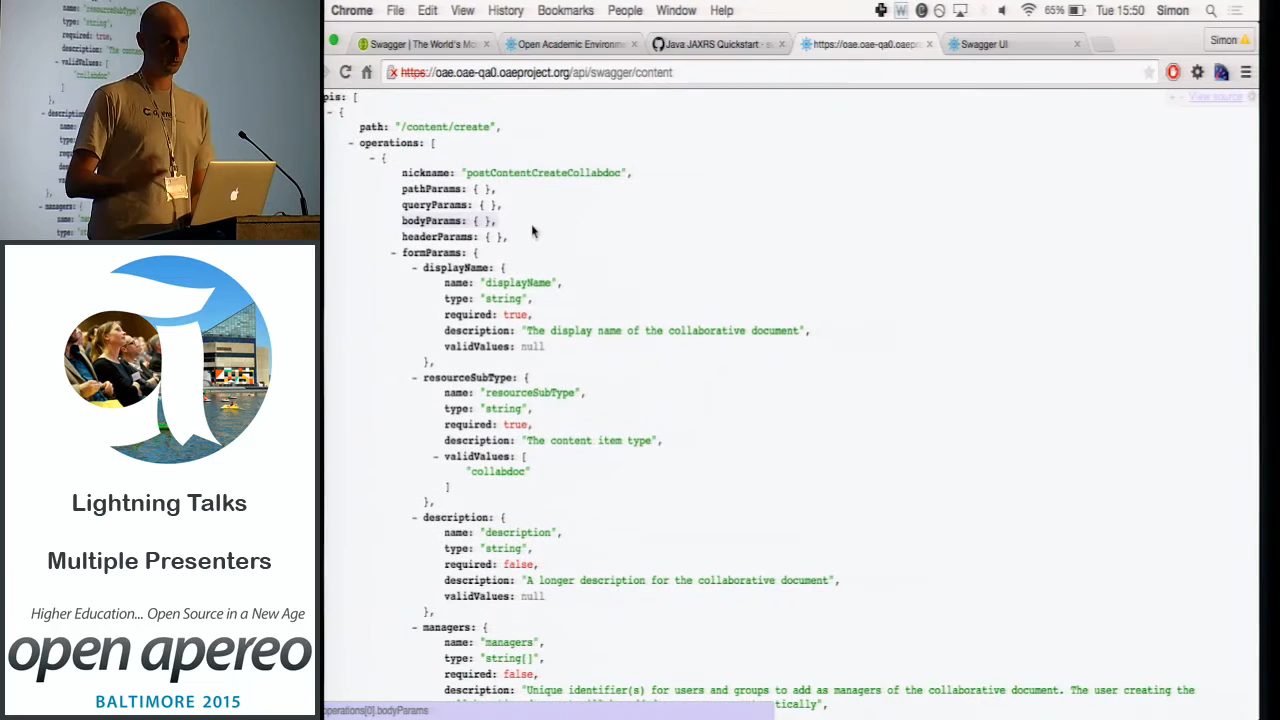 Chrome File Edit View History Bookmarks People Window Help 65% Tue 15:50 Simon
Swagger | The World's Mo Open Academic Environm Java JAXRS Quickstart - sw https://oae.oae-qa0.oaepro Swagger UI Simon
https://oae.oae-qa0.oaeproject.org/api/swagger/content
pis: [
View source
- {
path: "/content/create",
- operations: [
- {
nickname: "postContentCreateCollabdoc",
pathParams: { },
queryParams: { },
bodyParams: { },
headerParams: { },
- formParams: {
- displayName: {
name: "displayName",
type: "string",
required: true,
description: "The display name of the collaborative document",
validValues: null
},
- resourceSubType: {
name: "resourceSubType",
type: "string",
required: true,
description: "The content item type",
- validValues: [
"collabdoc"
]
},
- description: {
name: "description",
type: "string",
required: false,
description: "A longer description for the collaborative document",
validValues: null
},
- managers: {
name: "managers",
type: "string[]",
required: false,
description: "Unique identifier(s) for users and groups to add as managers of the collaborative document. The user creating the
operations[0].bodyParams
Lightning Talks
Multiple Presenters
Higher Education... Open Source in a New Age
open apereo
BALTIMORE 2015